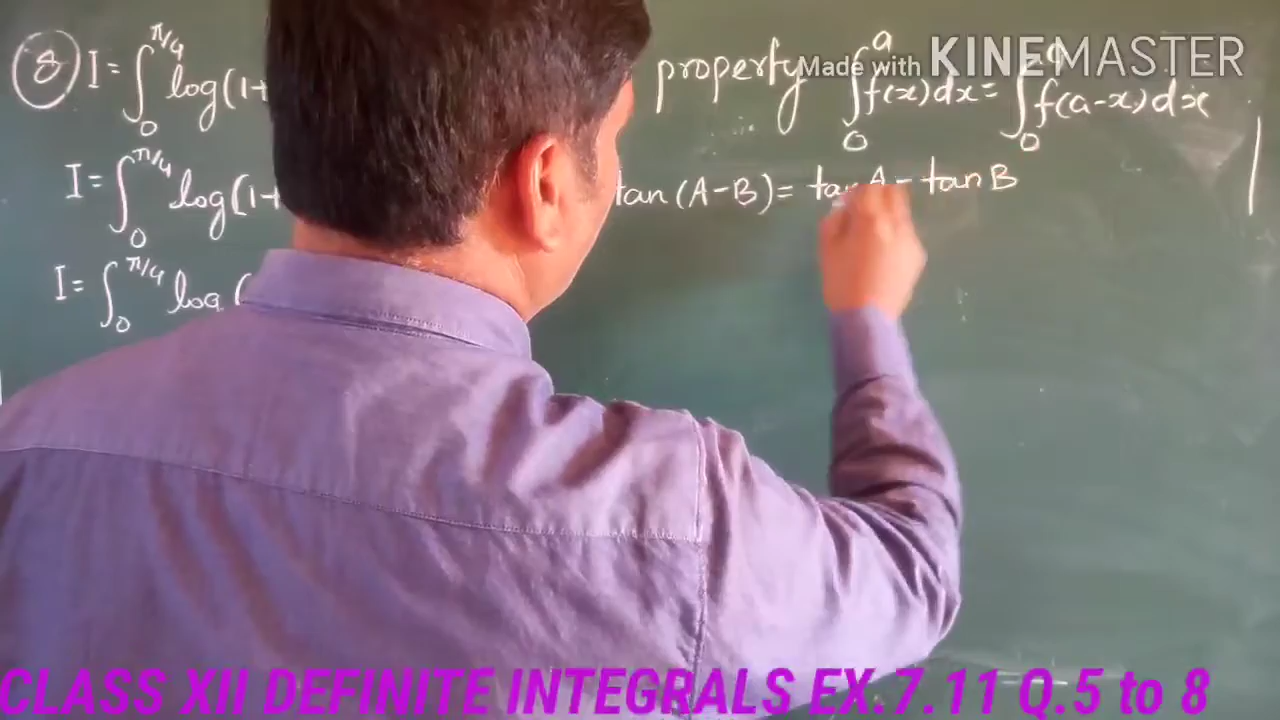 ⑧ I = ∫₀^π/4 log(1+
property ∫₀^a f(x)dx = ∫₀^a f(a-x)dx
Made with KINEMASTER
I = ∫₀^π/4 log[1+
tan(A-B) = tan A - tan B
I = ∫₀^π/4 log (
CLASS XII DEFINITE INTEGRALS EX.7.11 Q.5 to 8